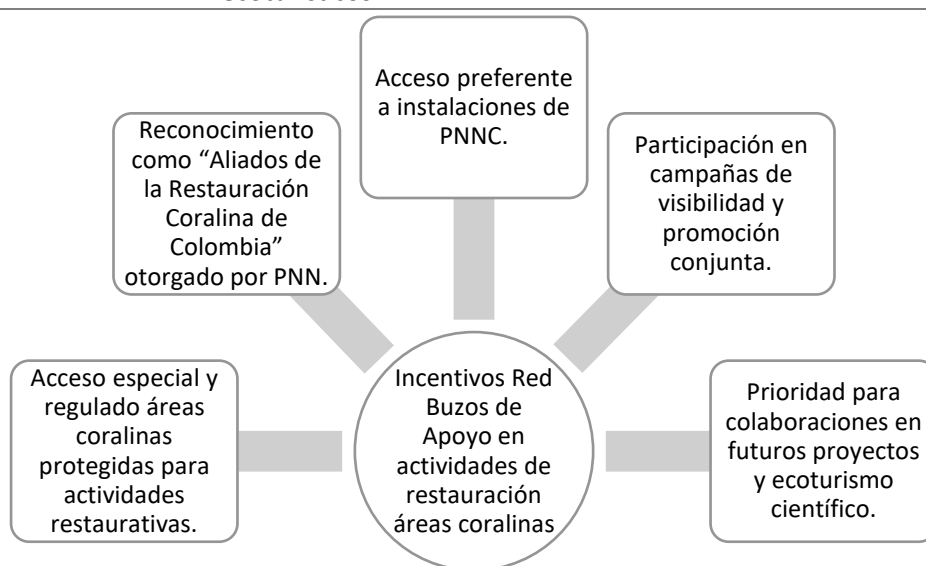 Acceso preferente
a instalaciones de
PNNC.
Reconocimiento
como “Aliados de
la Restauración
Coralina de
Colombia”
otorgado por PNN.
Participación en
campañas de
visibilidad y
promoción
conjunta.
Acceso especial y
regulado áreas
coralinas
protegidas para
actividades
restaurativas.
Incentivos Red
Buzos de
Apoyo en
actividades de
restauración
áreas coralinas
Prioridad para
colaboraciones en
futuros proyectos
y ecoturismo
científico.